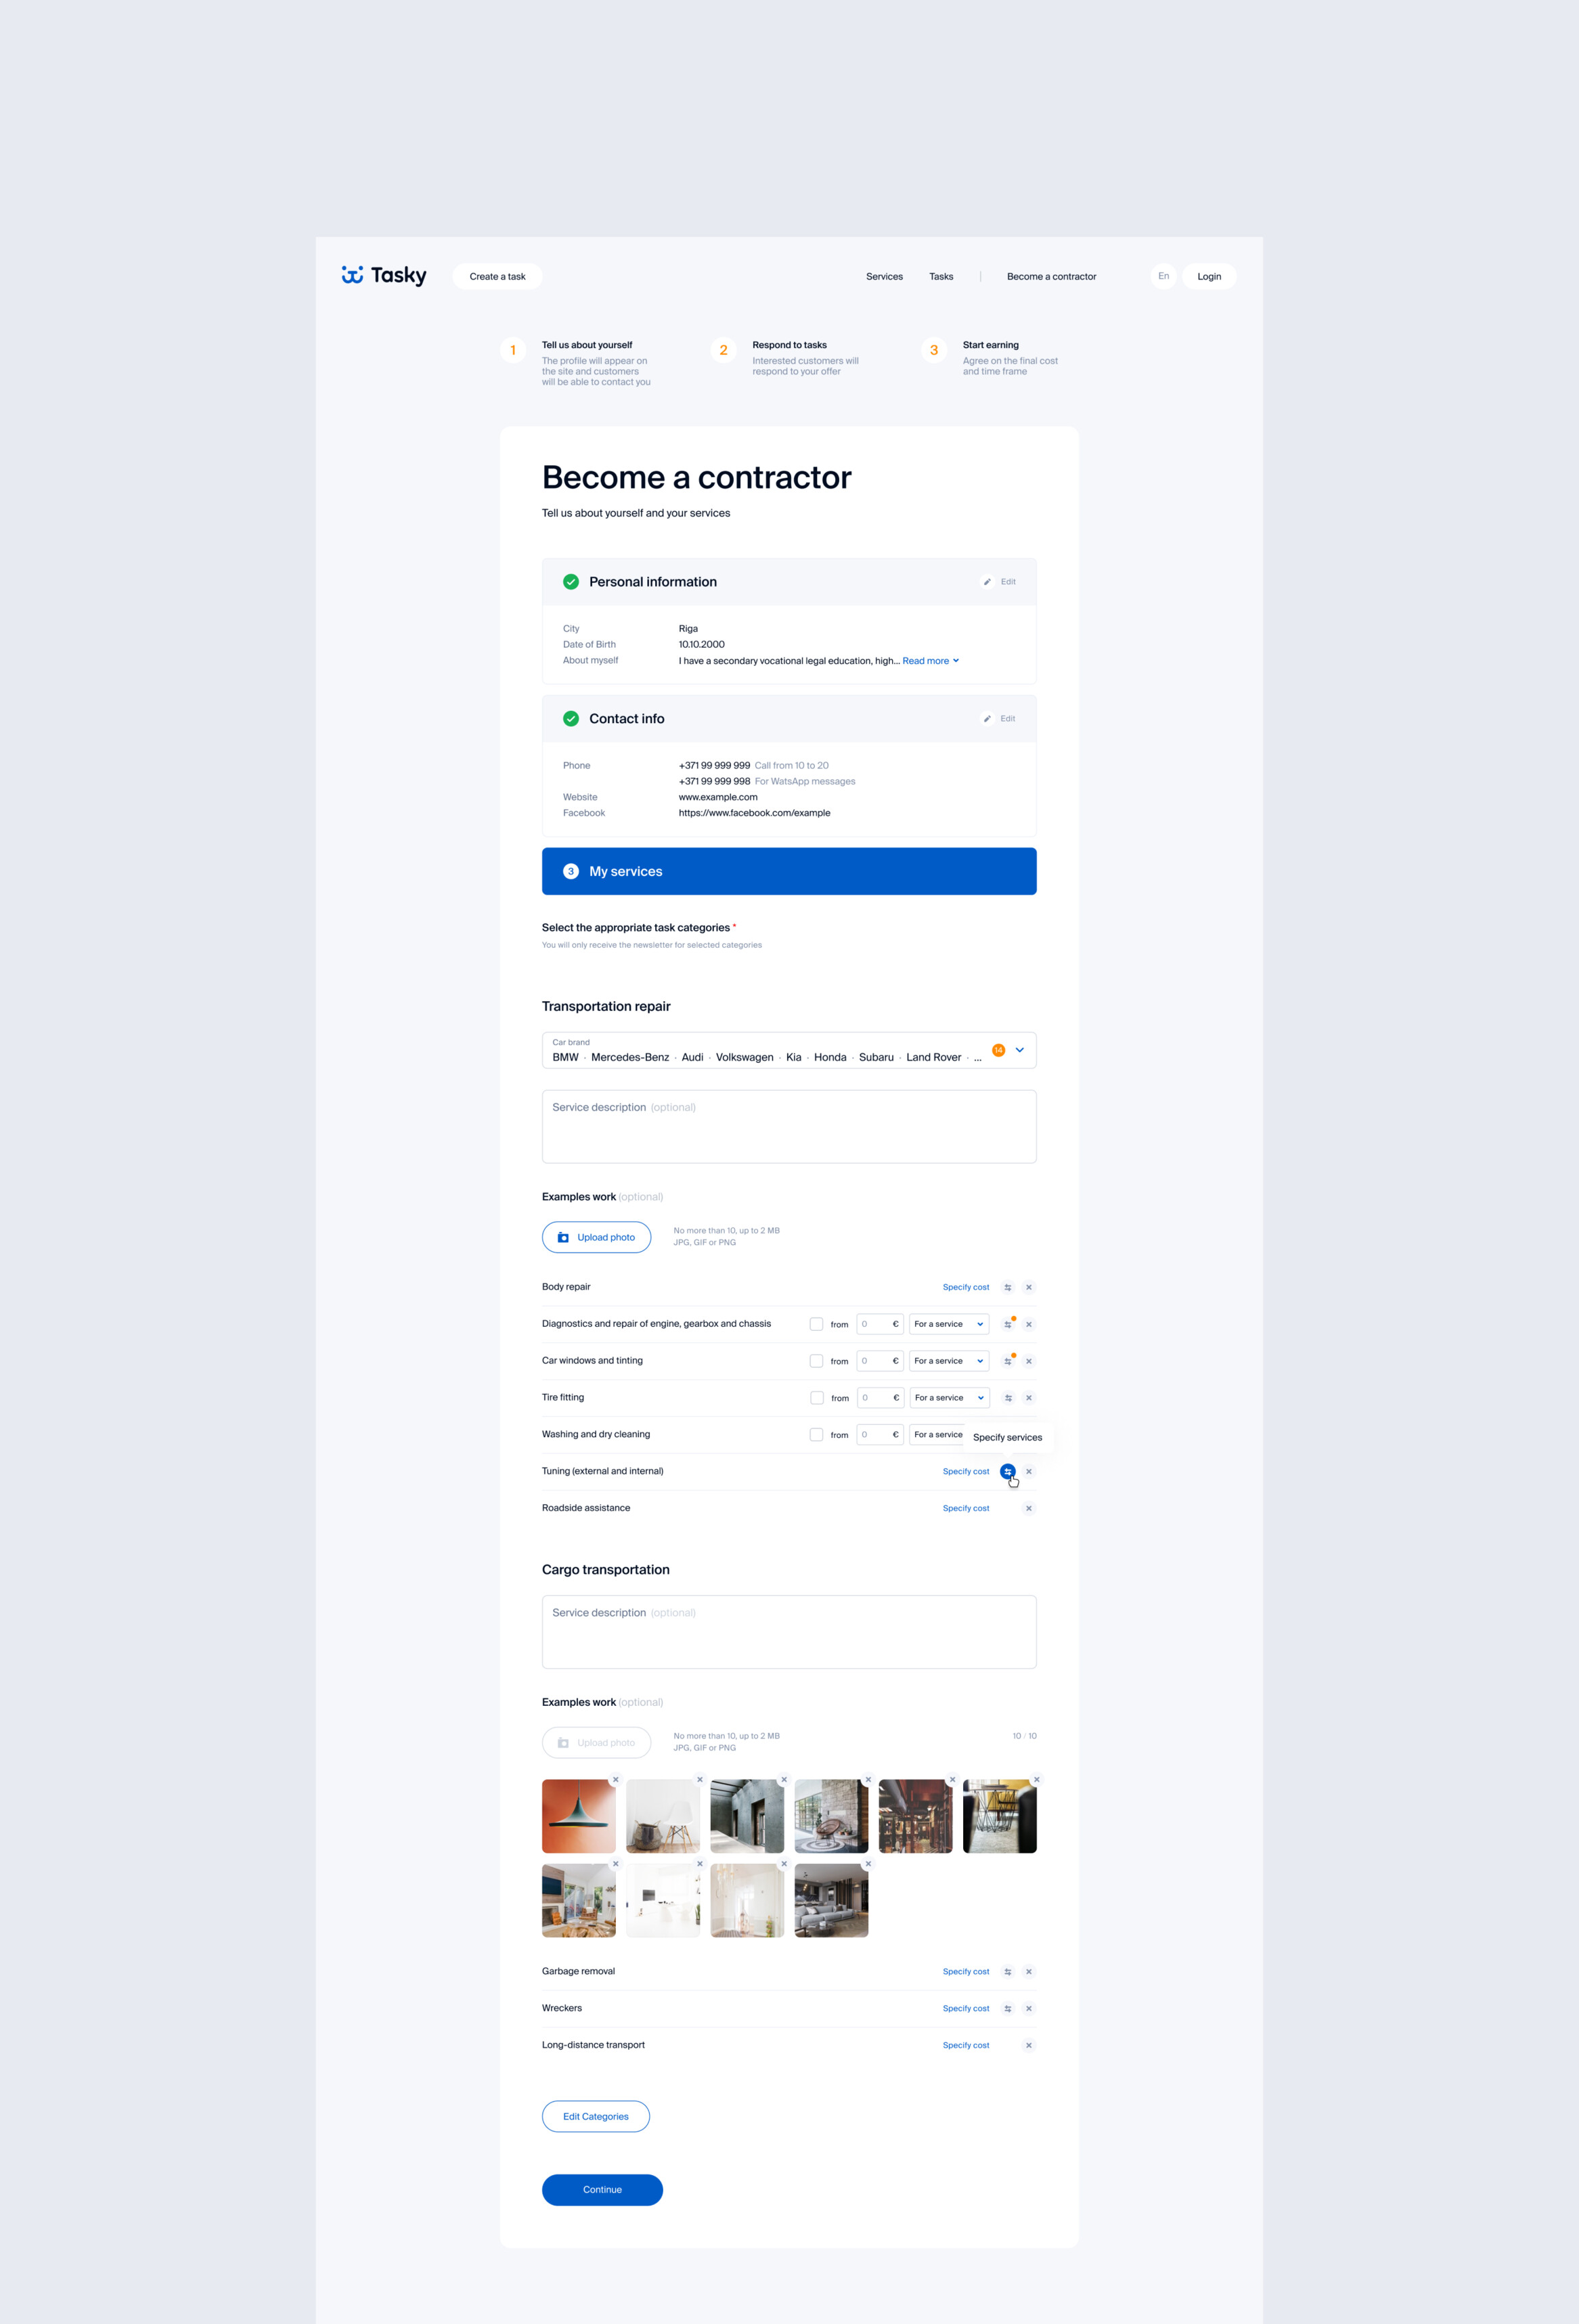 Tasky
Create a task
Services
Tasks
Become a contractor
En
Login
1
Tell us about yourself
The profile will appear on
the site and customers
will be able to contact you
2
Respond to tasks
Interested customers will
respond to your offer
3
Start earning
Agree on the final cost
and time frame
Become a contractor
Tell us about yourself and your services
Personal information
Edit
City Riga
Date of Birth 10.10.2000
About myself I have a secondary vocational legal education, high... Read more
Contact info
Edit
Phone +371 99 999 999 Call from 10 to 20
+371 99 999 998 For WatsApp messages
Website www.example.com
Facebook https://www.facebook.com/example
3 My services
Select the appropriate task categories *
You will only receive the newsletter for selected categories
Transportation repair
Car brand
BMW · Mercedes-Benz · Audi · Volkswagen · Kia · Honda · Subaru · Land Rover · ...
14
Service description (optional)
Examples work (optional)
Upload photo
No more than 10, up to 2 MB
JPG, GIF or PNG
Body repair Specify cost
Diagnostics and repair of engine, gearbox and chassis from 0 € For a service
Car windows and tinting from 0 € For a service
Tire fitting from 0 € For a service
Washing and dry cleaning from 0 € For a service
Specify services
Tuning (external and internal) Specify cost
Roadside assistance Specify cost
Cargo transportation
Service description (optional)
Examples work (optional)
Upload photo
No more than 10, up to 2 MB
JPG, GIF or PNG
10 / 10
Garbage removal Specify cost
Wreckers Specify cost
Long-distance transport Specify cost
Edit Categories
Continue